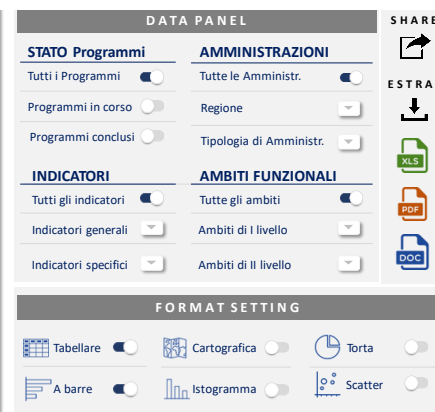 DATA PANEL
SHARE
STATO Programmi
AMMINISTRAZIONI
Tutti i Programmi
Tutte le Amministr.
ESTRA
Programmi in corso
Regione
Programmi conclusi
Tipologia di Amministr.
XLS
INDICATORI
AMBITI FUNZIONALI
Tutti gli indicatori
Tutte gli ambiti
PDF
Indicatori generali
Ambiti di I livello
DOC
Indicatori specifici
Ambiti di II livello
FORMAT SETTING
Tabellare
Cartografica
Torta
A barre
Istogramma
Scatter